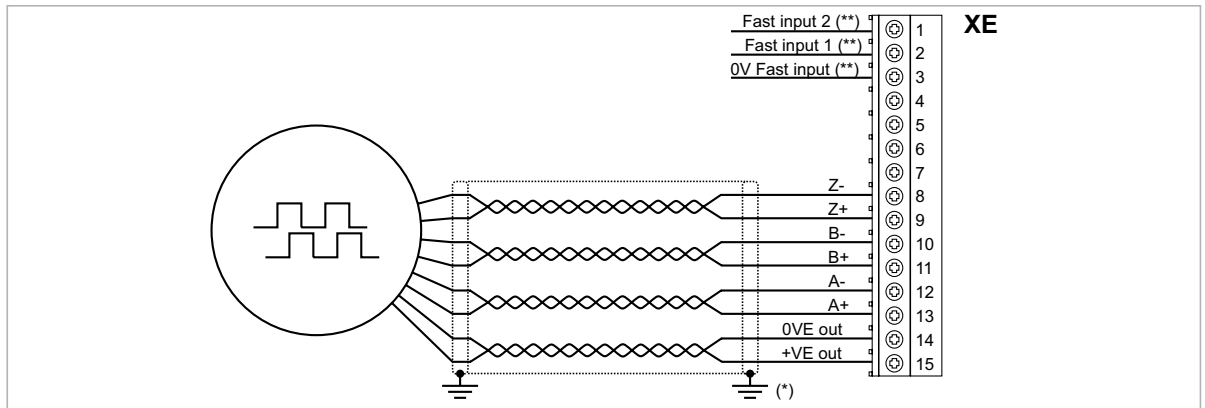 XE
Fast input 2 (**) 1
Fast input 1 (**) 2
0V Fast input (**) 3
4
5
6
7
Z- 8
Z+ 9
B- 10
B+ 11
A- 12
A+ 13
0VE out 14
+VE out 15
(*)